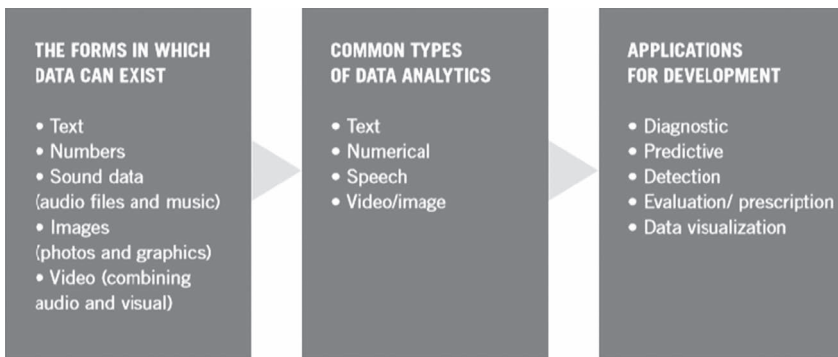 THE FORMS IN WHICH
DATA CAN EXIST
• Text
• Numbers
• Sound data
(audio files and music)
• Images
(photos and graphics)
• Video (combining
audio and visual)
COMMON TYPES
OF DATA ANALYTICS
• Text
• Numerical
• Speech
• Video/image
APPLICATIONS
FOR DEVELOPMENT
• Diagnostic
• Predictive
• Detection
• Evaluation/ prescription
• Data visualization